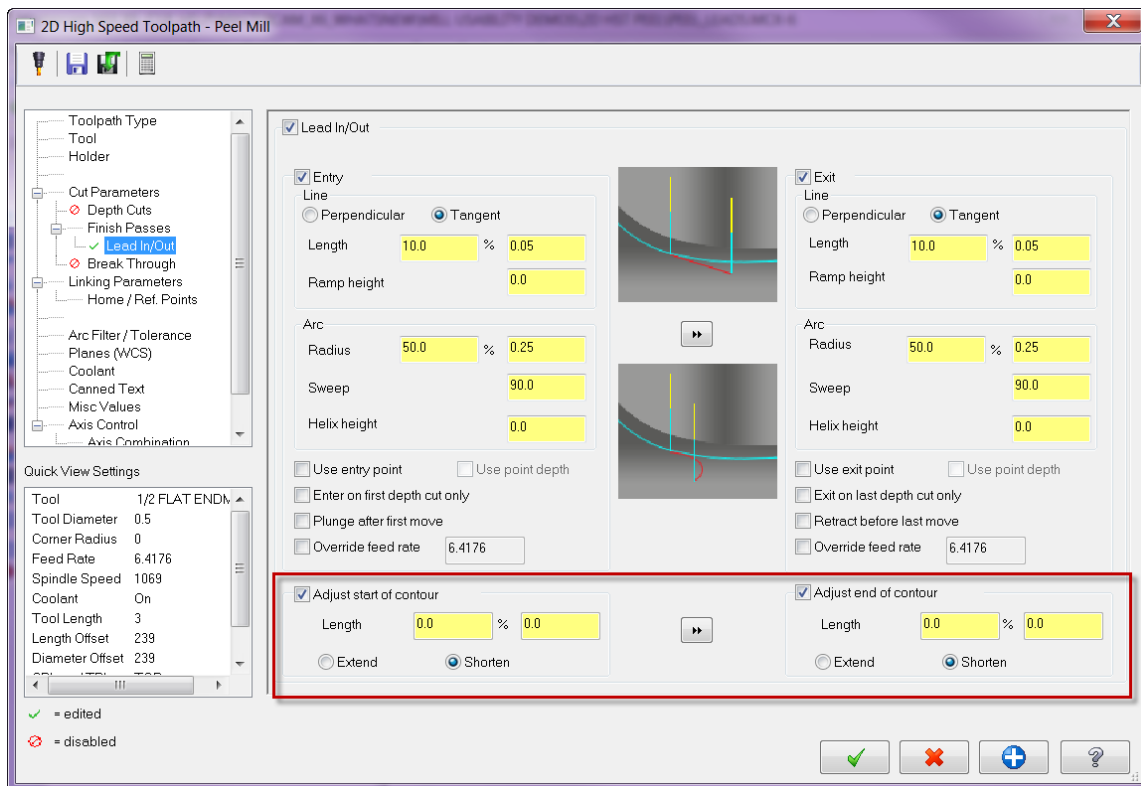 2D High Speed Toolpath - Peel Mill
Toolpath Type
Tool
Holder
Cut Parameters
Depth Cuts
Finish Passes
Lead In/Out
Break Through
Linking Parameters
Home / Ref. Points
Arc Filter / Tolerance
Planes (WCS)
Coolant
Canned Text
Misc Values
Axis Control
Axis Combination
Quick View Settings
Tool 1/2 FLAT ENDM
Tool Diameter 0.5
Corner Radius 0
Feed Rate 6.4176
Spindle Speed 1069
Coolant On
Tool Length 3
Length Offset 239
Diameter Offset 239
= edited
= disabled
Lead In/Out
Entry
Line
Perpendicular Tangent
Length 10.0 % 0.05
Ramp height 0.0
Arc
Radius 50.0 % 0.25
Sweep 90.0
Helix height 0.0
Use entry point Use point depth
Enter on first depth cut only
Plunge after first move
Override feed rate 6.4176
Adjust start of contour
Length 0.0 % 0.0
Extend Shorten
Exit
Line
Perpendicular Tangent
Length 10.0 % 0.05
Ramp height 0.0
Arc
Radius 50.0 % 0.25
Sweep 90.0
Helix height 0.0
Use exit point Use point depth
Exit on last depth cut only
Retract before last move
Override feed rate 6.4176
Adjust end of contour
Length 0.0 % 0.0
Extend Shorten